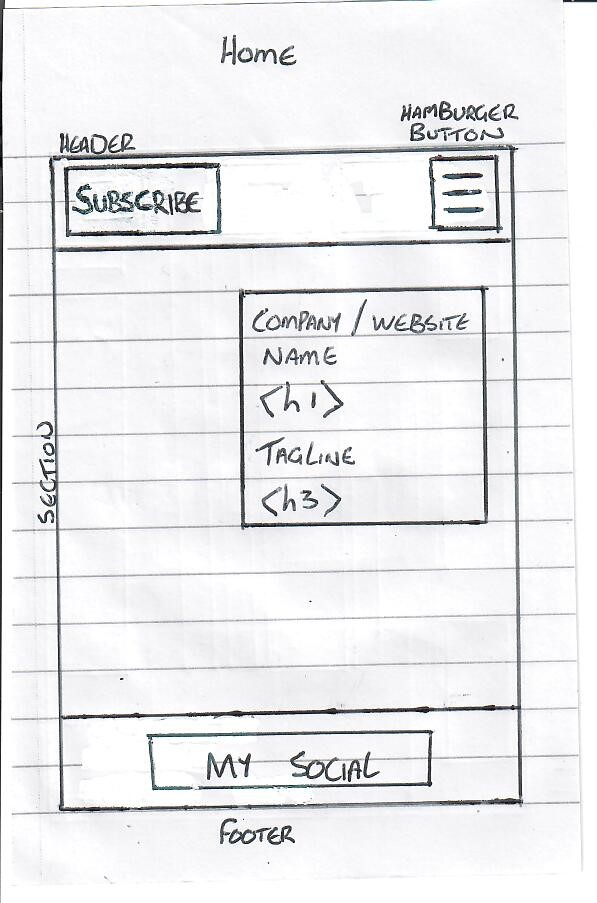 Home
HAMBURGER
BUTTON
HEADER
SUBSCRIBE
COMPANY / WEBSITE
NAME
<h1>
TAGLINE
<h3>
SECTION
MY SOCIAL
FOOTER